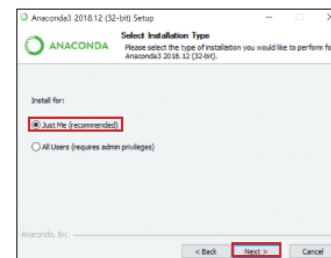 Anaconda3 2018.12 (32-bit) Setup
ANACONDA
Select Installation Type
Please select the type of installation you would like to perform fo
Anaconda3 2018.12 (32-bit).
Install for:
Just Me (recommended)
All Users (requires admin privileges)
Anaconda, Inc.
< Back Next > Cancel